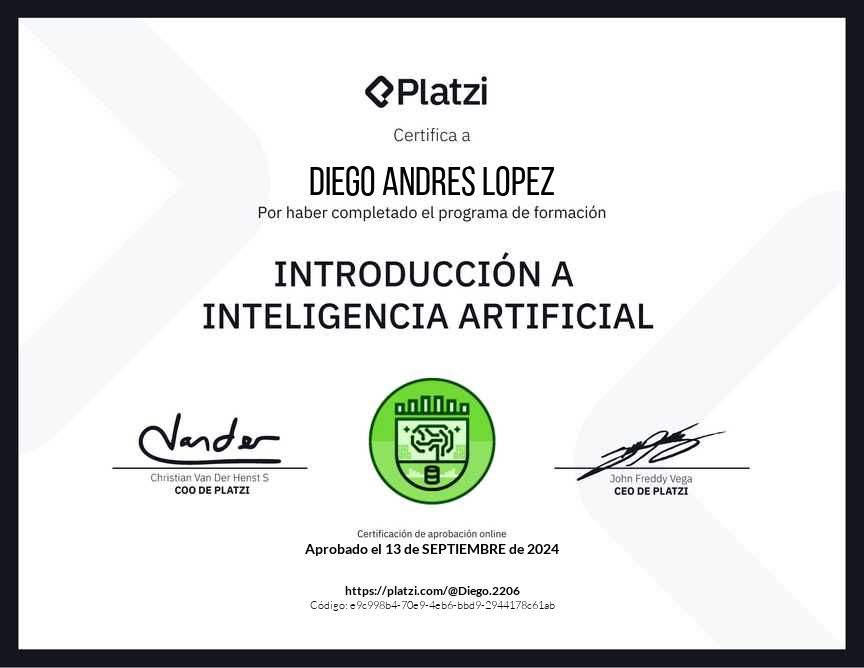 Platzi
Certifica a
DIEGO ANDRES LOPEZ
Por haber completado el programa de formación
INTRODUCCIÓN A
INTELIGENCIA ARTIFICIAL
Christian Van Der Henst S
COO DE PLATZI
John Freddy Vega
CEO DE PLATZI
Certificación de aprobación online
Aprobado el 13 de SEPTIEMBRE de 2024
https://platzi.com/@Diego.2206
Código: e9c998b4-70e9-4eb6-bbd9-2944178c61ab